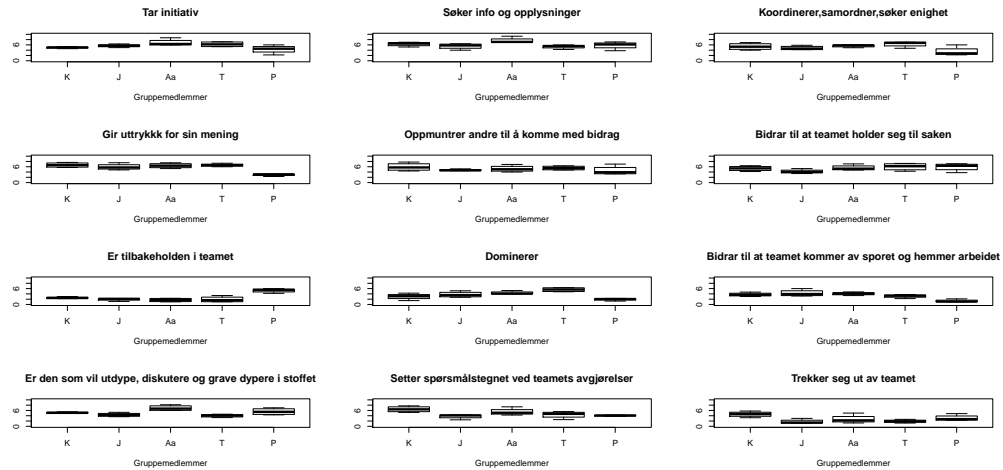 Tar initiativ
0 6
K J Aa T P
Gruppemedlemmer
Søker info og opplysninger
0 6
K J Aa T P
Gruppemedlemmer
Koordinerer,samordner,søker enighet
0 6
K J Aa T P
Gruppemedlemmer
Gir uttrykkk for sin mening
0 6
K J Aa T P
Gruppemedlemmer
Oppmuntrer andre til å komme med bidrag
0 6
K J Aa T P
Gruppemedlemmer
Bidrar til at teamet holder seg til saken
0 6
K J Aa T P
Gruppemedlemmer
Er tilbakeholden i teamet
0 6
K J Aa T P
Gruppemedlemmer
Dominerer
0 6
K J Aa T P
Gruppemedlemmer
Bidrar til at teamet kommer av sporet og hemmer arbeidet
0 6
K J Aa T P
Gruppemedlemmer
Er den som vil utdype, diskutere og grave dypere i stoffet
0 6
K J Aa T P
Gruppemedlemmer
Setter spørsmålstegnet ved teamets avgjørelser
0 6
K J Aa T P
Gruppemedlemmer
Trekker seg ut av teamet
0 6
K J Aa T P
Gruppemedlemmer